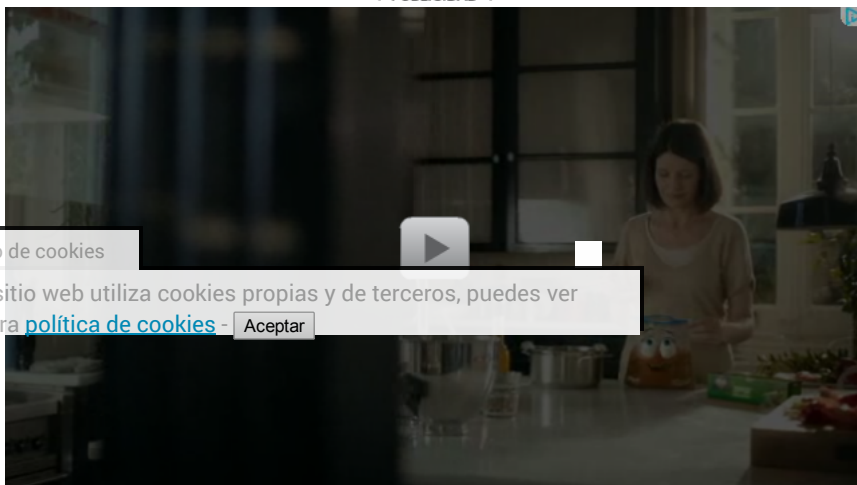 o de cookies
sitio web utiliza cookies propias y de terceros, puedes ver
ra política de cookies - Aceptar